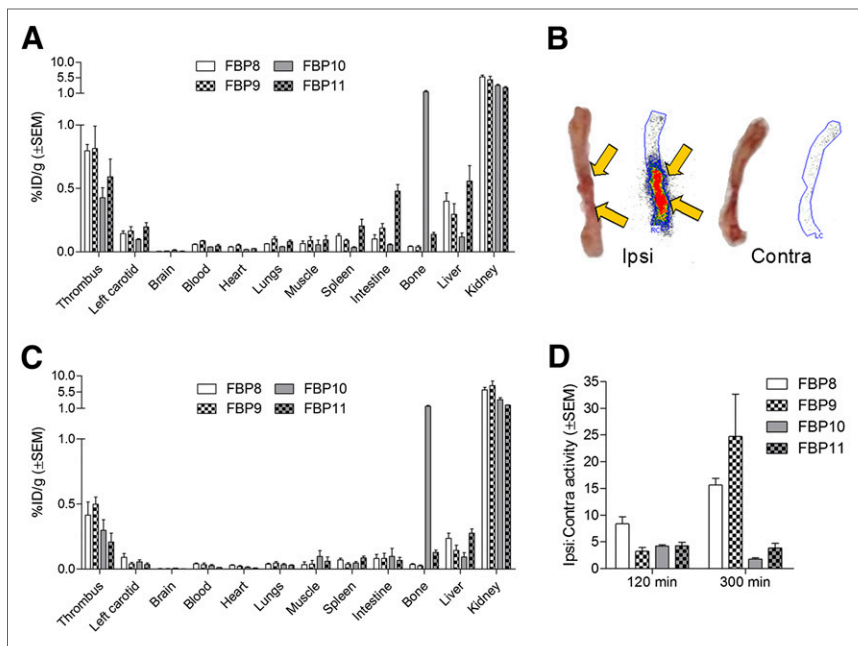 A
10.0
5.5
1.0
1.0
0.5
0.0
%ID/g (±SEM)
FBP8
FBP9
FBP10
FBP11
Thrombus
Left carotid
Brain
Blood
Heart
Lungs
Muscle
Spleen
Intestine
Bone
Liver
Kidney
B
RC
LC
Ipsi
Contra
C
10.0
5.5
1.0
1.0
0.5
0.0
%ID/g (±SEM)
FBP8
FBP9
FBP10
FBP11
Thrombus
Left carotid
Brain
Blood
Heart
Lungs
Muscle
Spleen
Intestine
Bone
Liver
Kidney
D
35
30
25
20
15
10
5
0
Ipsi:Contra activity (±SEM)
FBP8
FBP9
FBP10
FBP11
120 min
300 min